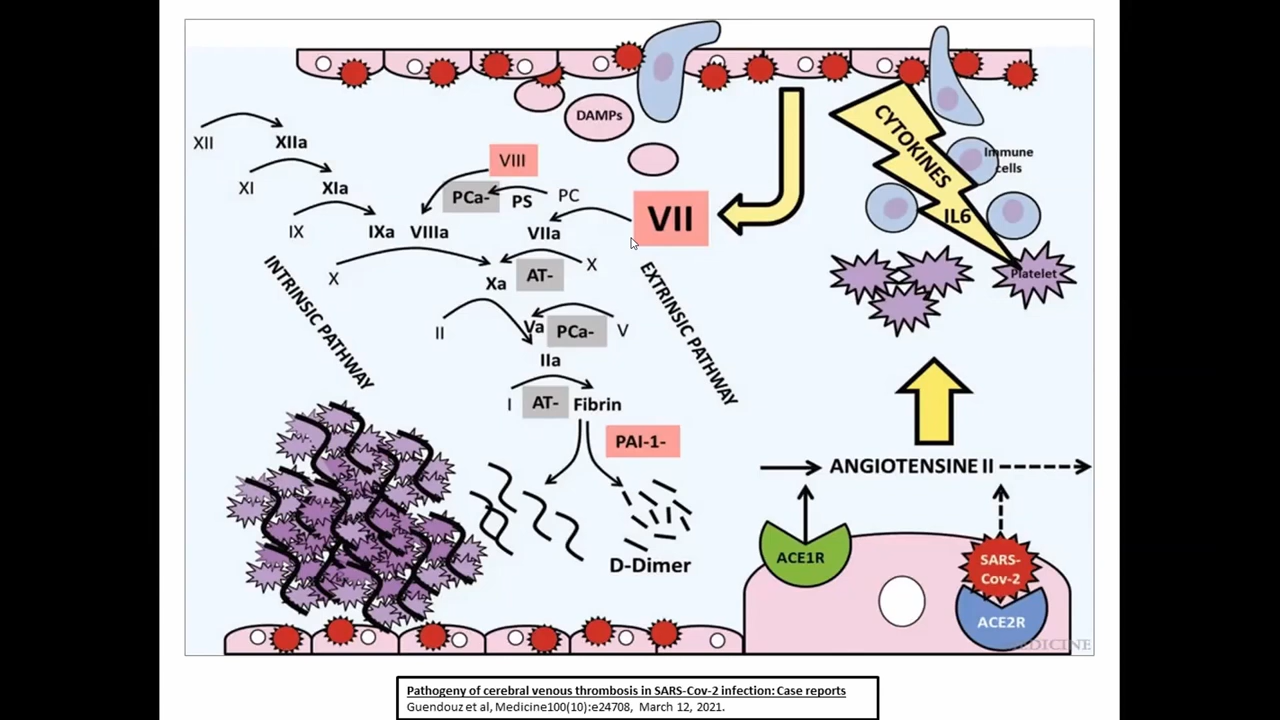 DAMPs
CYTOKINES
IL6
Immune
cells
Platelet
XII
XIIa
XI
XIa
IX
IXa
VIII
VIIIa
PCa-
PS
PC
VII
VIIa
X
Xa
AT-
X
INTRINSIC PATHWAY
EXTRINSIC PATHWAY
II
Va
PCa-
V
IIa
I
AT-
Fibrin
PAI-1-
D-Dimer
ANGIOTENSINE II
ACE1R
SARS-
Cov-2
ACE2R
MEDICINE
Pathogeny of cerebral venous thrombosis in SARS-Cov-2 infection: Case reports
Guendouz et al, Medicine100(10):e24708, March 12, 2021.